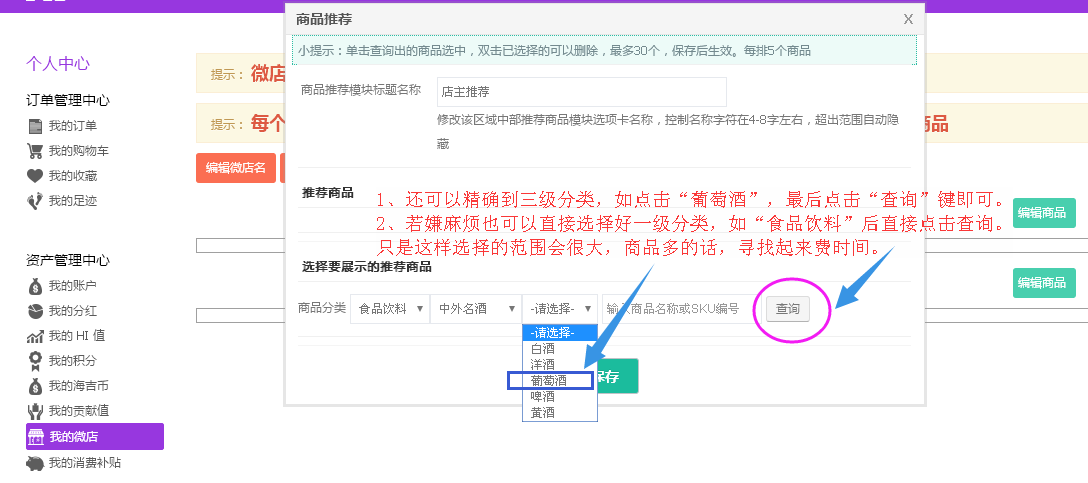 个人中心
订单管理中心
我的订单
我的购物车
我的收藏
我的足迹
资产管理中心
我的账户
我的分红
我的 HI 值
我的积分
我的海吉币
我的贡献值
我的微店
我的消费补贴
提示： 微店
提示： 每个
商品
编辑微店名
编辑商品
编辑商品
商品推荐
X
小提示：单击查询出的商品选中，双击已选择的可以删除，最多30个，保存后生效。每排5个商品
商品推荐模块标题名称
店主推荐
修改该区域中部推荐商品模块选项卡名称，控制名称字符在4-8字左右，超出范围自动隐
藏
推荐商品
1、还可以精确到三级分类，如点击“葡萄酒”，最后点击“查询”键即可。
2、若嫌麻烦也可以直接选择好一级分类，如“食品饮料”后直接点击查询。
只是这样选择的范围会很大，商品多的话，寻找起来费时间。
选择要展示的推荐商品
商品分类 食品饮料 中外名酒 -请选择- 输入商品名称或SKU编号 查询
-请选择-
白酒
洋酒
葡萄酒
啤酒
黄酒
保存